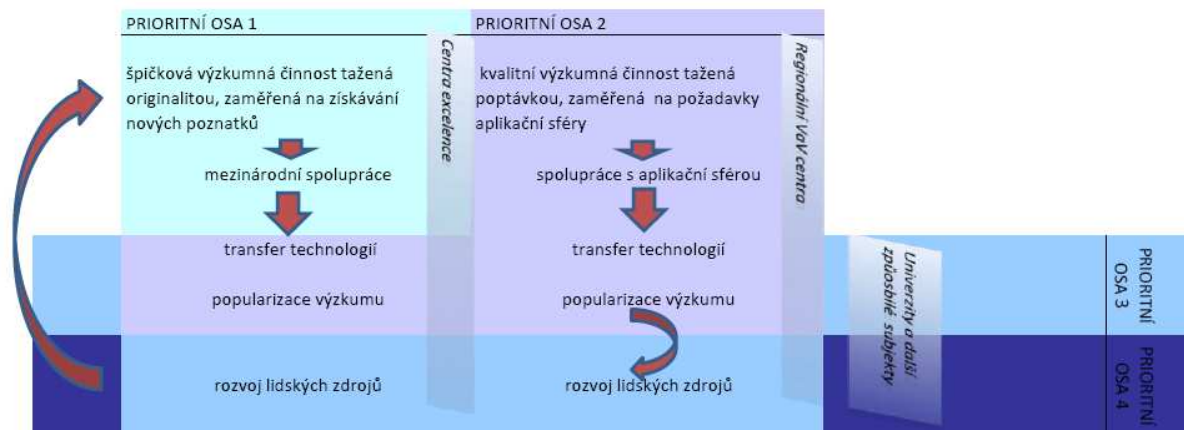 PRIORITNÍ OSA 1
špičková výzkumná činnost tažená
originalitou, zaměřená na získávání
nových poznatků
mezinárodní spolupráce
transfer technologií
popularizace výzkumu
rozvoj lidských zdrojů
Centra excelence
PRIORITNÍ OSA 2
kvalitní výzkumná činnost tažená
poptávkou, zaměřená na požadavky
aplikační sféry
spolupráce s aplikační sférou
transfer technologií
popularizace výzkumu
rozvoj lidských zdrojů
Regionální VaV centra
Univerzity a další
způsobilé subjekty
PRIORITNÍ
OSA 3
PRIORITNÍ
OSA 4